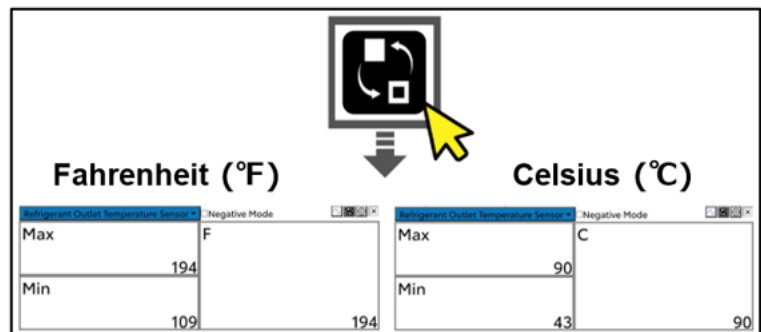 Fahrenheit (℉)
Celsius (℃)
Refrigerant Outlet Temperature Sensor
Negative Mode
Max
194
F
Min
109
194
Refrigerant Outlet Temperature Sensor
Negative Mode
Max
90
C
Min
43
90